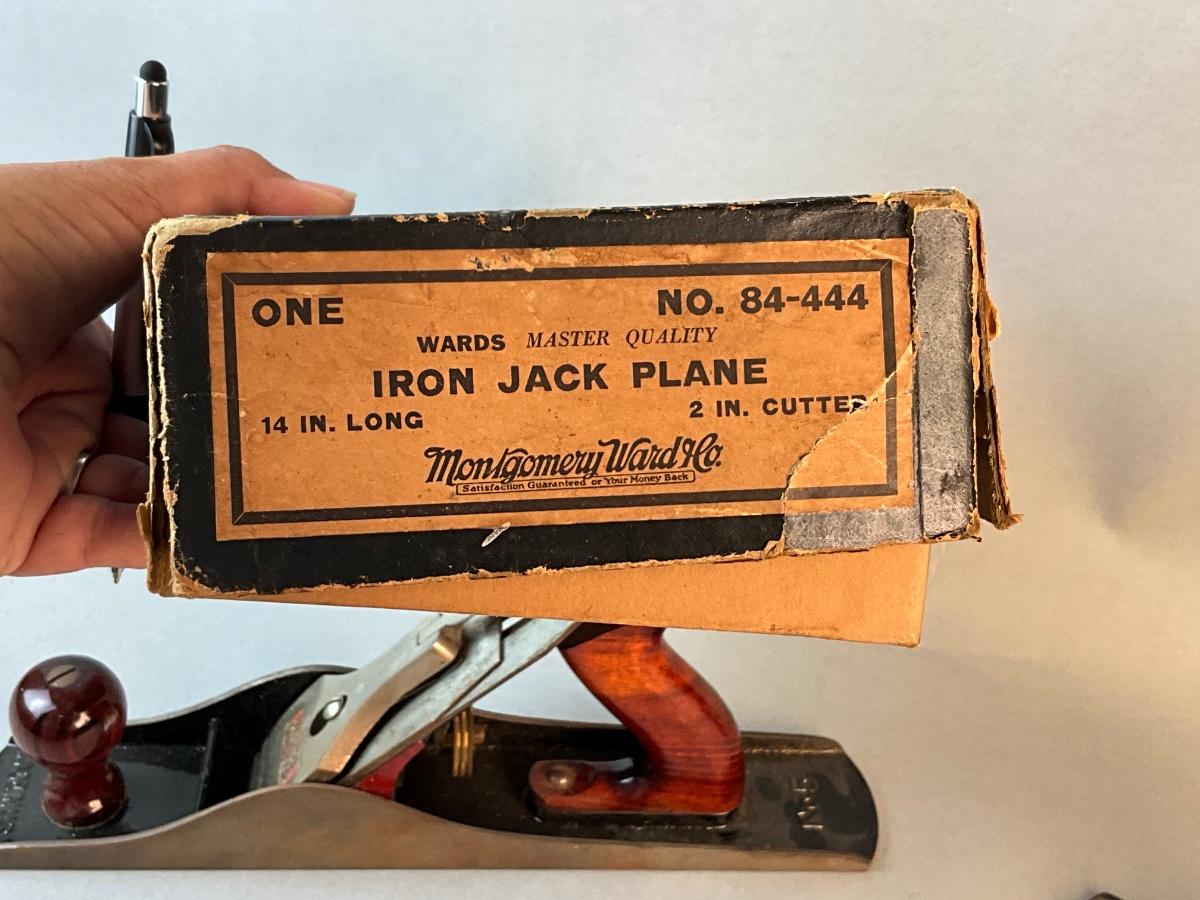 ONE NO. 84-444
WARDS MASTER QUALITY
IRON JACK PLANE
14 IN. LONG 2 IN. CUTTER
Montgomery Ward & Co.
Satisfaction Guaranteed or Your Money Back